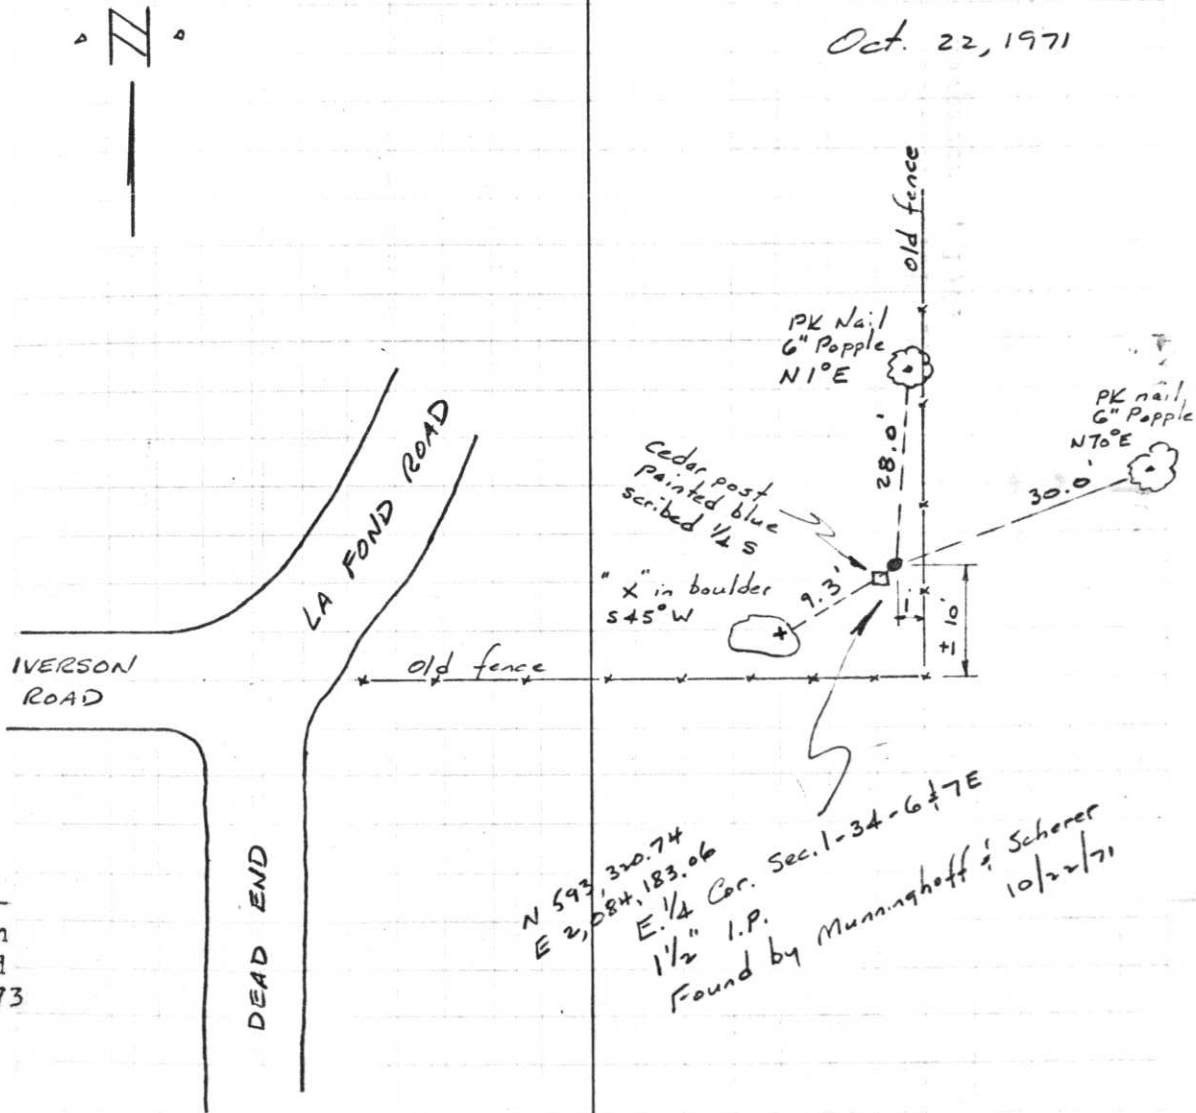 N
Oct. 22, 1971
old fence
PK Nail
6" Popple
N 1° E
28.0'
PK nail
6" Popple
N 70° E
30.0'
Cedar post
painted blue
scribed 1/4 S
"X" in boulder
S 45° W
9.3'
1'
±10'
LA FOND ROAD
IVERSON
ROAD
old fence
DEAD END
N 593,320.74
E 2,084,183.06
E. 1/4 Cor. Sec. 1-34-6 & 7E
1 1/2" I.P.
Found by Munninghoff & Scherer
10/22/71
73